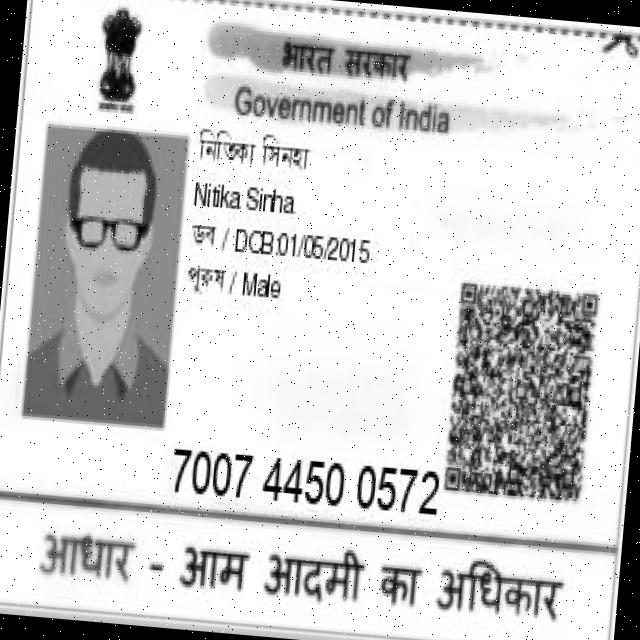 भारत सरकार
Government of India
নিতিকা সিনহা
Nitika Sinha
ডব / DOB:01/05/2015
পুরুষ / Male
7007 4450 0572
आधार - आम आदमी का अधिकार